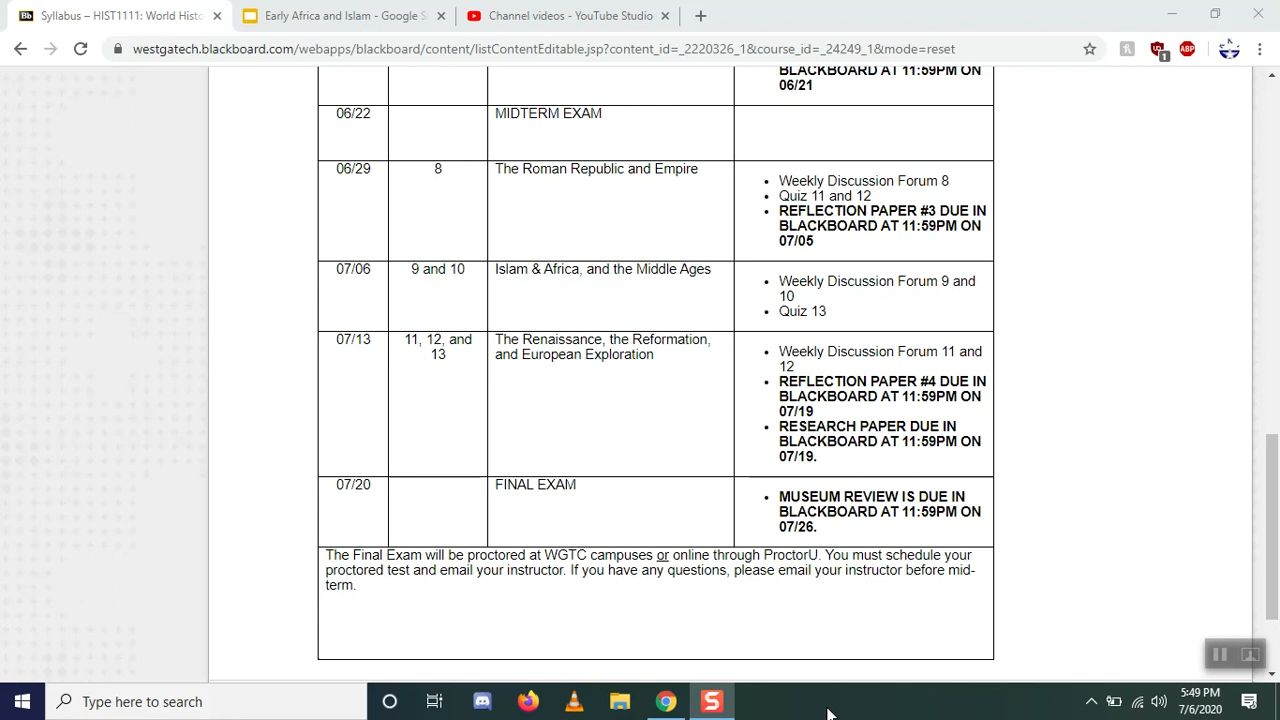 Syllabus – HIST1111: World Histo
Early Africa and Islam - Google S
Channel videos - YouTube Studio
westgatech.blackboard.com/webapps/blackboard/content/listContentEditable.jsp?content_id=_2220326_1&course_id=_24249_1&mode=reset
BLACKBOARD AT 11:59PM ON
06/21
06/22
MIDTERM EXAM
06/29
8
The Roman Republic and Empire
Weekly Discussion Forum 8
Quiz 11 and 12
REFLECTION PAPER #3 DUE IN
BLACKBOARD AT 11:59PM ON
07/05
07/06
9 and 10
Islam & Africa, and the Middle Ages
Weekly Discussion Forum 9 and
10
Quiz 13
07/13
11, 12, and
13
The Renaissance, the Reformation,
and European Exploration
Weekly Discussion Forum 11 and
12
REFLECTION PAPER #4 DUE IN
BLACKBOARD AT 11:59PM ON
07/19
RESEARCH PAPER DUE IN
BLACKBOARD AT 11:59PM ON
07/19.
07/20
FINAL EXAM
MUSEUM REVIEW IS DUE IN
BLACKBOARD AT 11:59PM ON
07/26.
The Final Exam will be proctored at WGTC campuses or online through ProctorU. You must schedule your
proctored test and email your instructor. If you have any questions, please email your instructor before mid-
term.
Type here to search
5:49 PM
7/6/2020